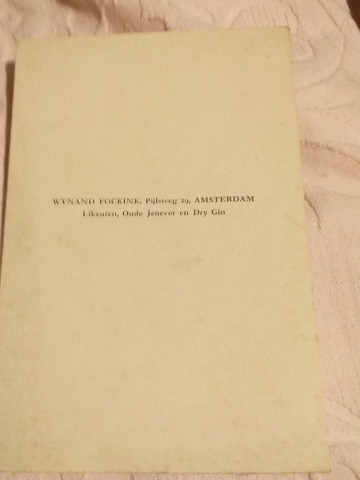 WYNAND FOCKINK, Pijlsteeg 29, AMSTERDAM
Likeuren, Oude Jenever en Dry Gin